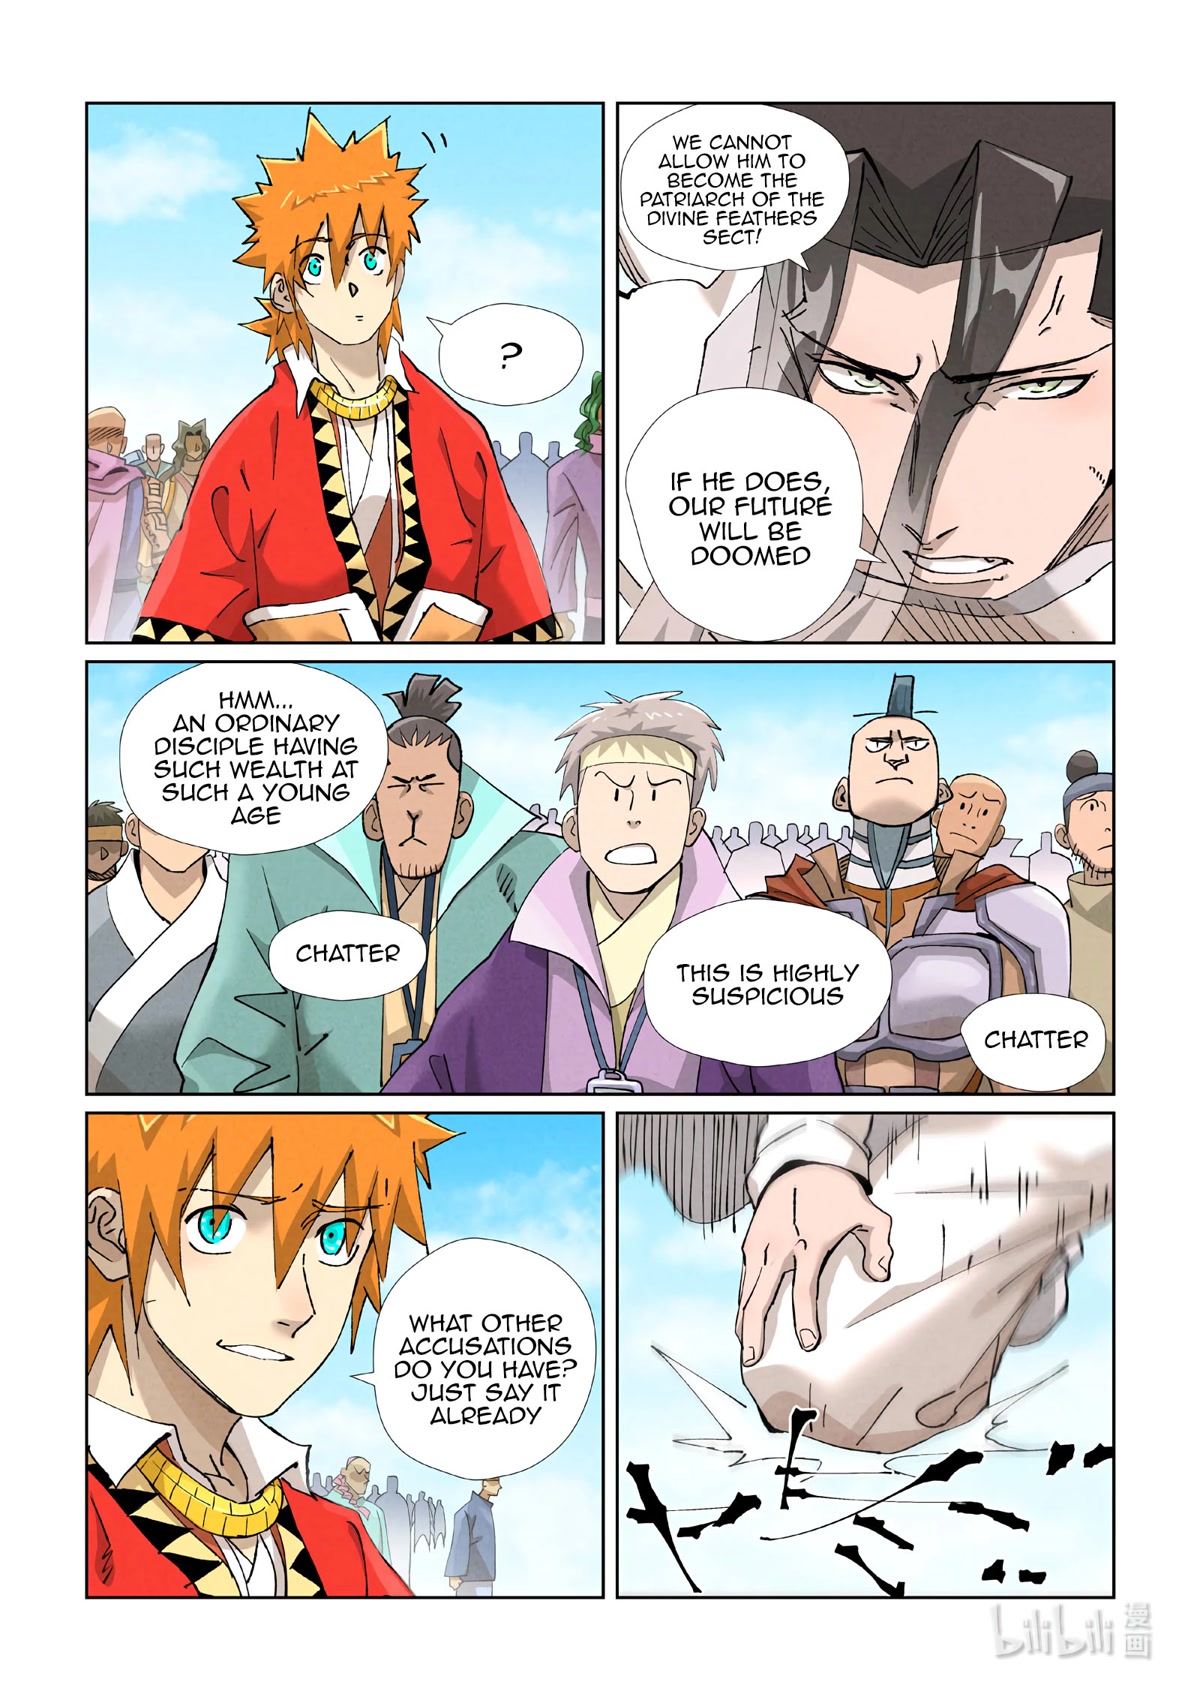 ?
WE CANNOT
ALLOW HIM TO
BECOME THE
PATRIARCH OF THE
DIVINE FEATHERS
SECT!
IF HE DOES,
OUR FUTURE
WILL BE
DOOMED
HMM...
AN ORDINARY
DISCIPLE HAVING
SUCH WEALTH AT
SUCH A YOUNG
AGE
CHATTER
THIS IS HIGHLY
SUSPICIOUS
CHATTER
WHAT OTHER
ACCUSATIONS
DO YOU HAVE?
JUST SAY IT
ALREADY
bilibili 漫画